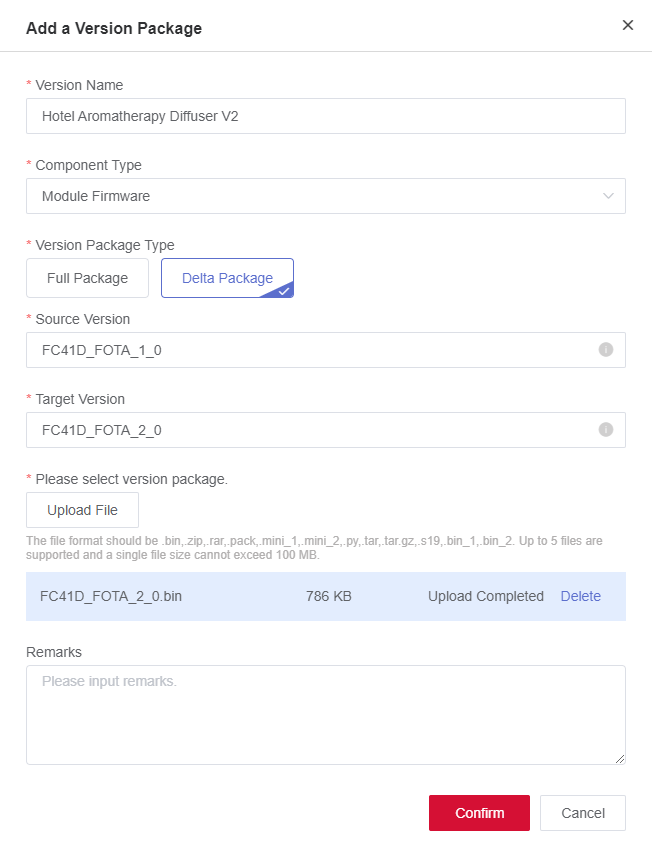 Add a Version Package
* Version Name
Hotel Aromatherapy Diffuser V2
* Component Type
Module Firmware
* Version Package Type
Full Package
Delta Package
* Source Version
FC41D_FOTA_1_0
* Target Version
FC41D_FOTA_2_0
* Please select version package.
Upload File
The file format should be .bin,.zip,.rar,.pack,.mini_1,.mini_2,.py,.tar,.tar.gz,.s19,.bin_1,.bin_2. Up to 5 files are
supported and a single file size cannot exceed 100 MB.
FC41D_FOTA_2_0.bin 786 KB Upload Completed Delete
Remarks
Please input remarks.
Confirm Cancel